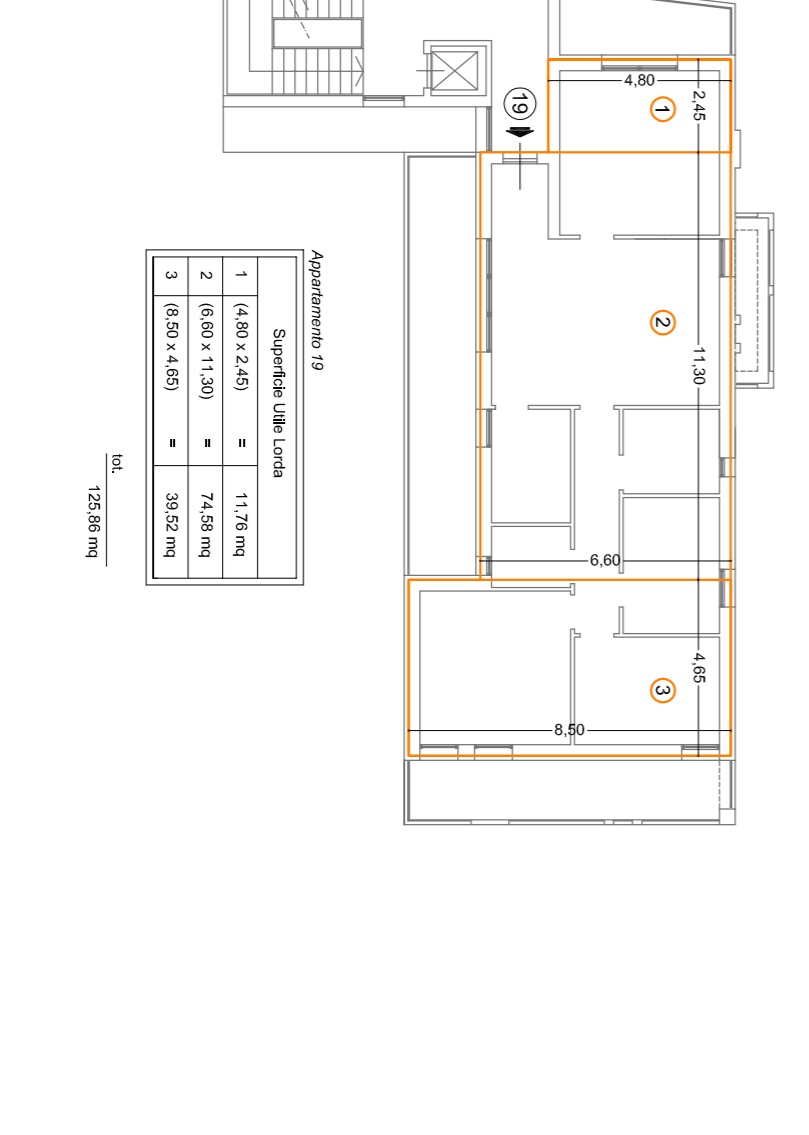 19
4,80
2,45
1
2
11,30
6,60
4,65
3
8,50
Appartamento 19
Superficie Utile Lorda
1 (4,80 x 2,45) = 11,76 mq
2 (6,60 x 11,30) = 74,58 mq
3 (8,50 x 4,65) = 39,52 mq
tot.
125,86 mq